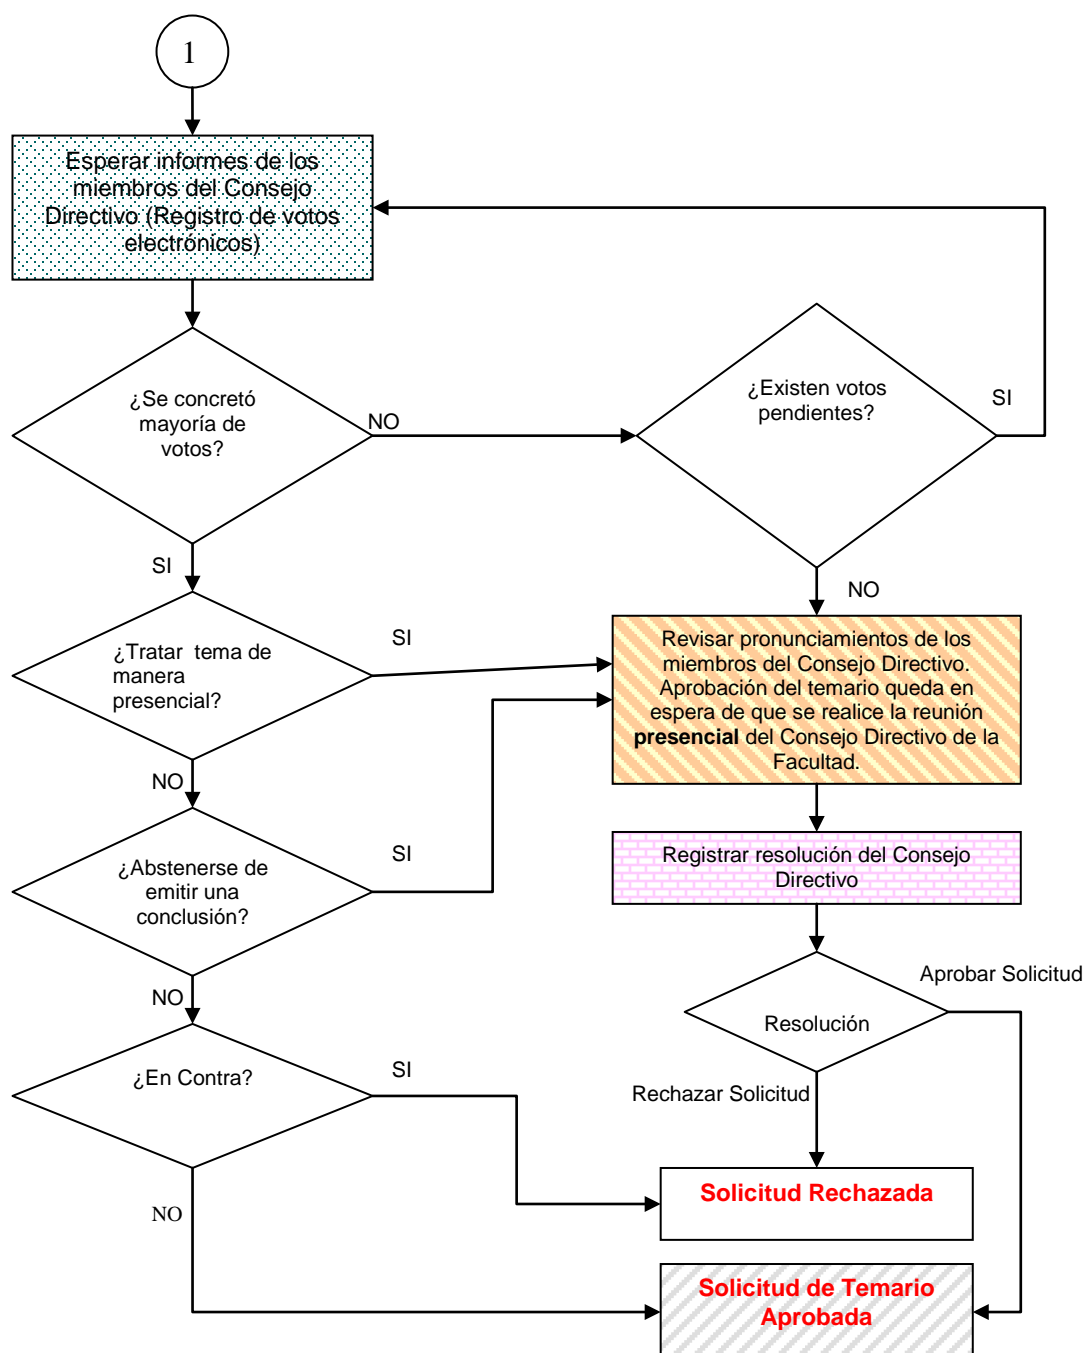 1
Esperar informes de los
miembros del Consejo
Directivo (Registro de votos
electrónicos)
¿Se concretó
mayoría de
votos?
NO
¿Existen votos
pendientes?
SI
SI
NO
¿Tratar  tema de
manera
presencial?
SI
Revisar pronunciamientos de los
miembros del Consejo Directivo.
Aprobación del temario queda en
espera de que se realice la reunión
presencial del Consejo Directivo de la
Facultad.
NO
¿Abstenerse de
emitir una
conclusión?
SI
Registrar resolución del Consejo
Directivo
NO
Aprobar Solicitud
Resolución
¿En Contra?
SI
Rechazar Solicitud
Solicitud Rechazada
NO
Solicitud de Temario
Aprobada